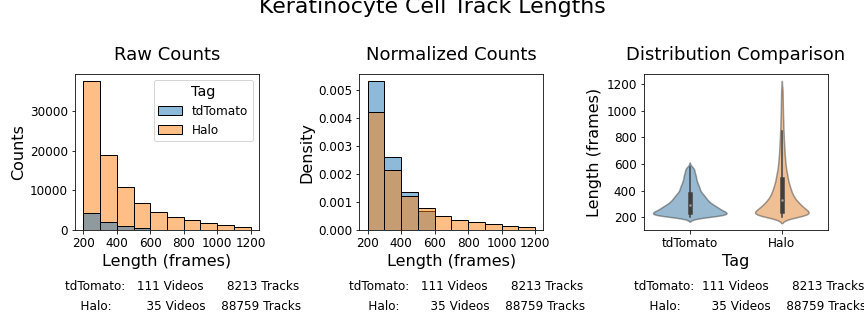 Keratinocyte Cell Track Lengths
Raw Counts
Counts
30000
20000
10000
0
Tag
tdTomato
Halo
200 400 600 800 1000 1200
Length (frames)
tdTomato: 111 Videos 8213 Tracks
Halo: 35 Videos 88759 Tracks
Normalized Counts
Density
0.005
0.004
0.003
0.002
0.001
0.000
200 400 600 800 1000 1200
Length (frames)
tdTomato: 111 Videos 8213 Tracks
Halo: 35 Videos 88759 Tracks
Distribution Comparison
Length (frames)
1200
1000
800
600
400
200
tdTomato Halo
Tag
tdTomato: 111 Videos 8213 Tracks
Halo: 35 Videos 88759 Tracks